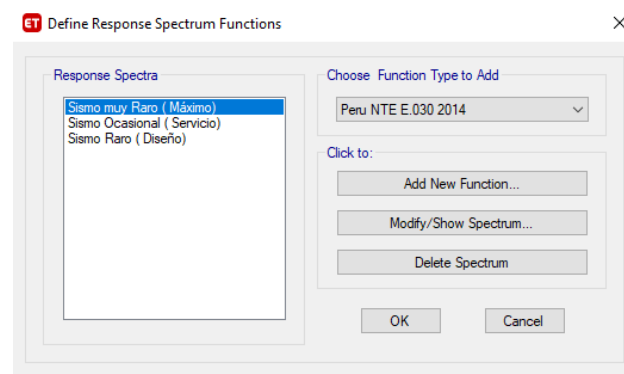 ET Define Response Spectrum Functions
Response Spectra
Sismo muy Raro ( Máximo)
Sismo Ocasional ( Servicio)
Sismo Raro ( Diseño)
Choose Function Type to Add
Peru NTE E.030 2014
Click to:
Add New Function...
Modify/Show Spectrum...
Delete Spectrum
OK
Cancel